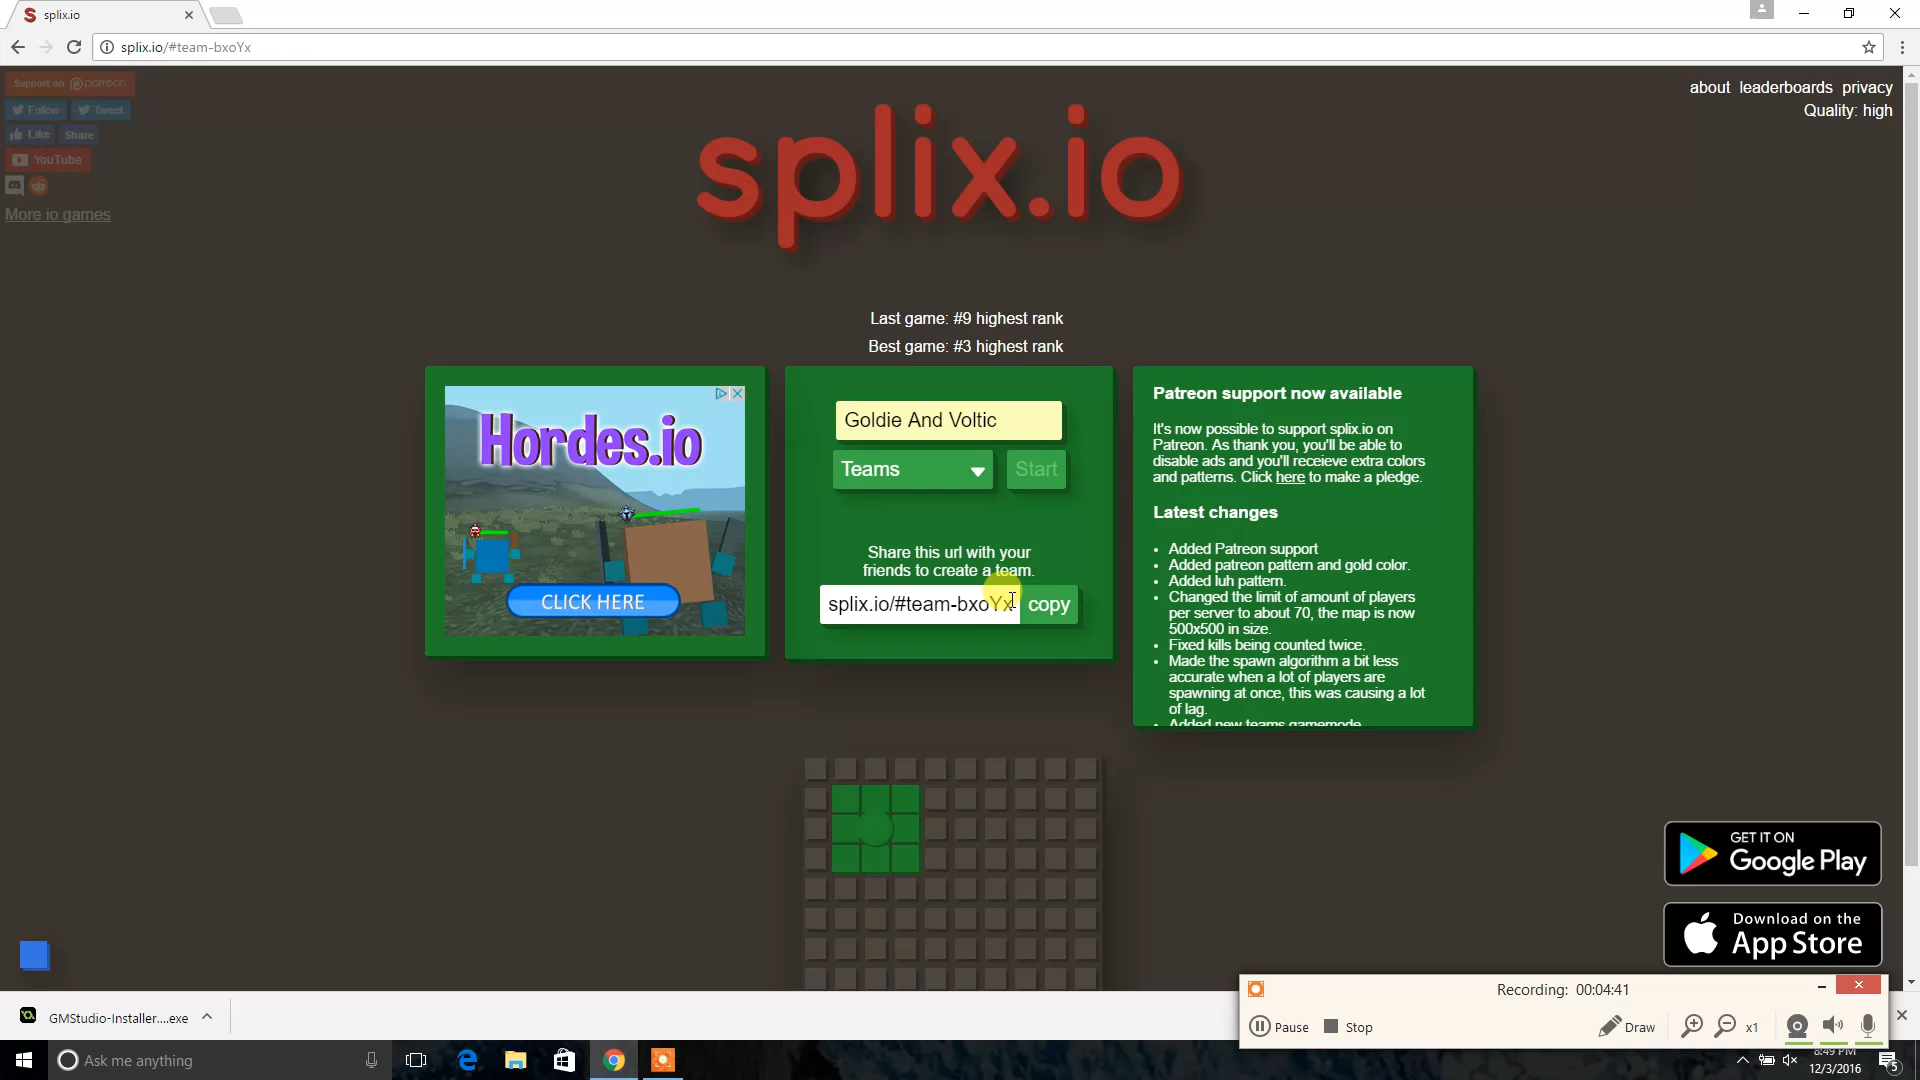 splix.io
splix.io/#team-bxoYx
Support on patreon
Follow Tweet
Like Share
YouTube
More io games
about leaderboards privacy
Quality: high
splix.io
Last game: #9 highest rank
Best game: #3 highest rank
Hordes.io
CLICK HERE
Goldie And Voltic
Teams Start
Share this url with your
friends to create a team.
splix.io/#team-bxoYx copy
Patreon support now available
It's now possible to support splix.io on
Patreon. As thank you, you'll be able to
disable ads and you'll receieve extra colors
and patterns. Click here to make a pledge.
Latest changes
• Added Patreon support
• Added patreon pattern and gold color.
• Added luh pattern.
• Changed the limit of amount of players
per server to about 70, the map is now
500x500 in size.
• Fixed kills being counted twice.
• Made the spawn algorithm a bit less
accurate when a lot of players are
spawning at once, this was causing a lot
of lag.
• Added new teams gamemode
GET IT ON
Google Play
Download on the
App Store
Recording: 00:04:41
Pause Stop Draw x1
GMStudio-Installer....exe
Ask me anything
8:49 PM
12/3/2016
5